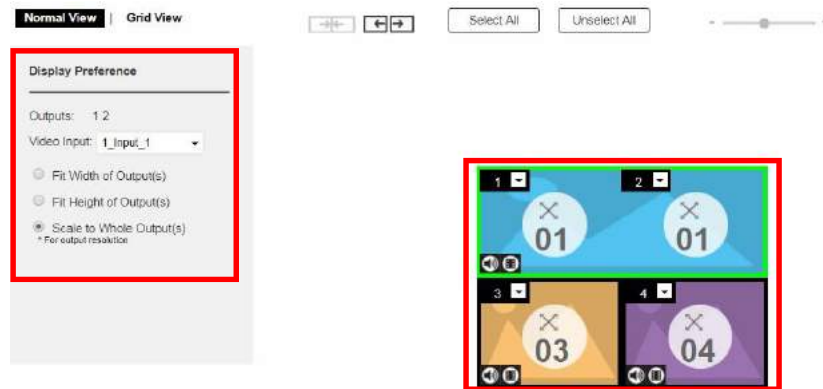 Normal View | Grid View
Select All
Unselect All
Display Preference
Outputs: 1 2
Video Input: 1_Input_1
Fit Width of Output(s)
Fit Height of Output(s)
Scale to Whole Output(s)
* For output resolution
1 2
01 01
3 4
03 04